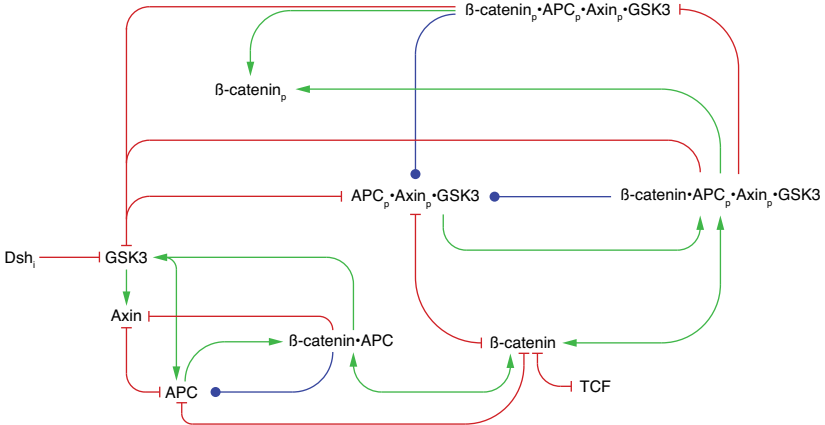 ß-cateninp•APCp•Axinp•GSK3
ß-cateninp
APCp•Axinp•GSK3
ß-catenin•APCp•Axinp•GSK3
Dshi
GSK3
Axin
ß-catenin•APC
ß-catenin
APC
TCF